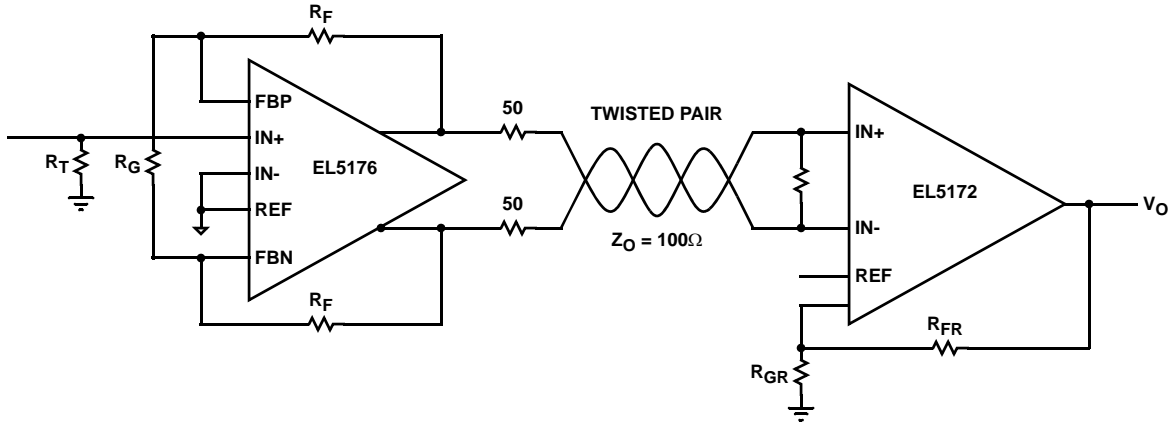 RF
FBP
IN+
RT
RG
IN-
EL5176
REF
FBN
RF
50
50
TWISTED PAIR
ZO = 100Ω
IN+
EL5172
IN-
REF
VO
RFR
RGR